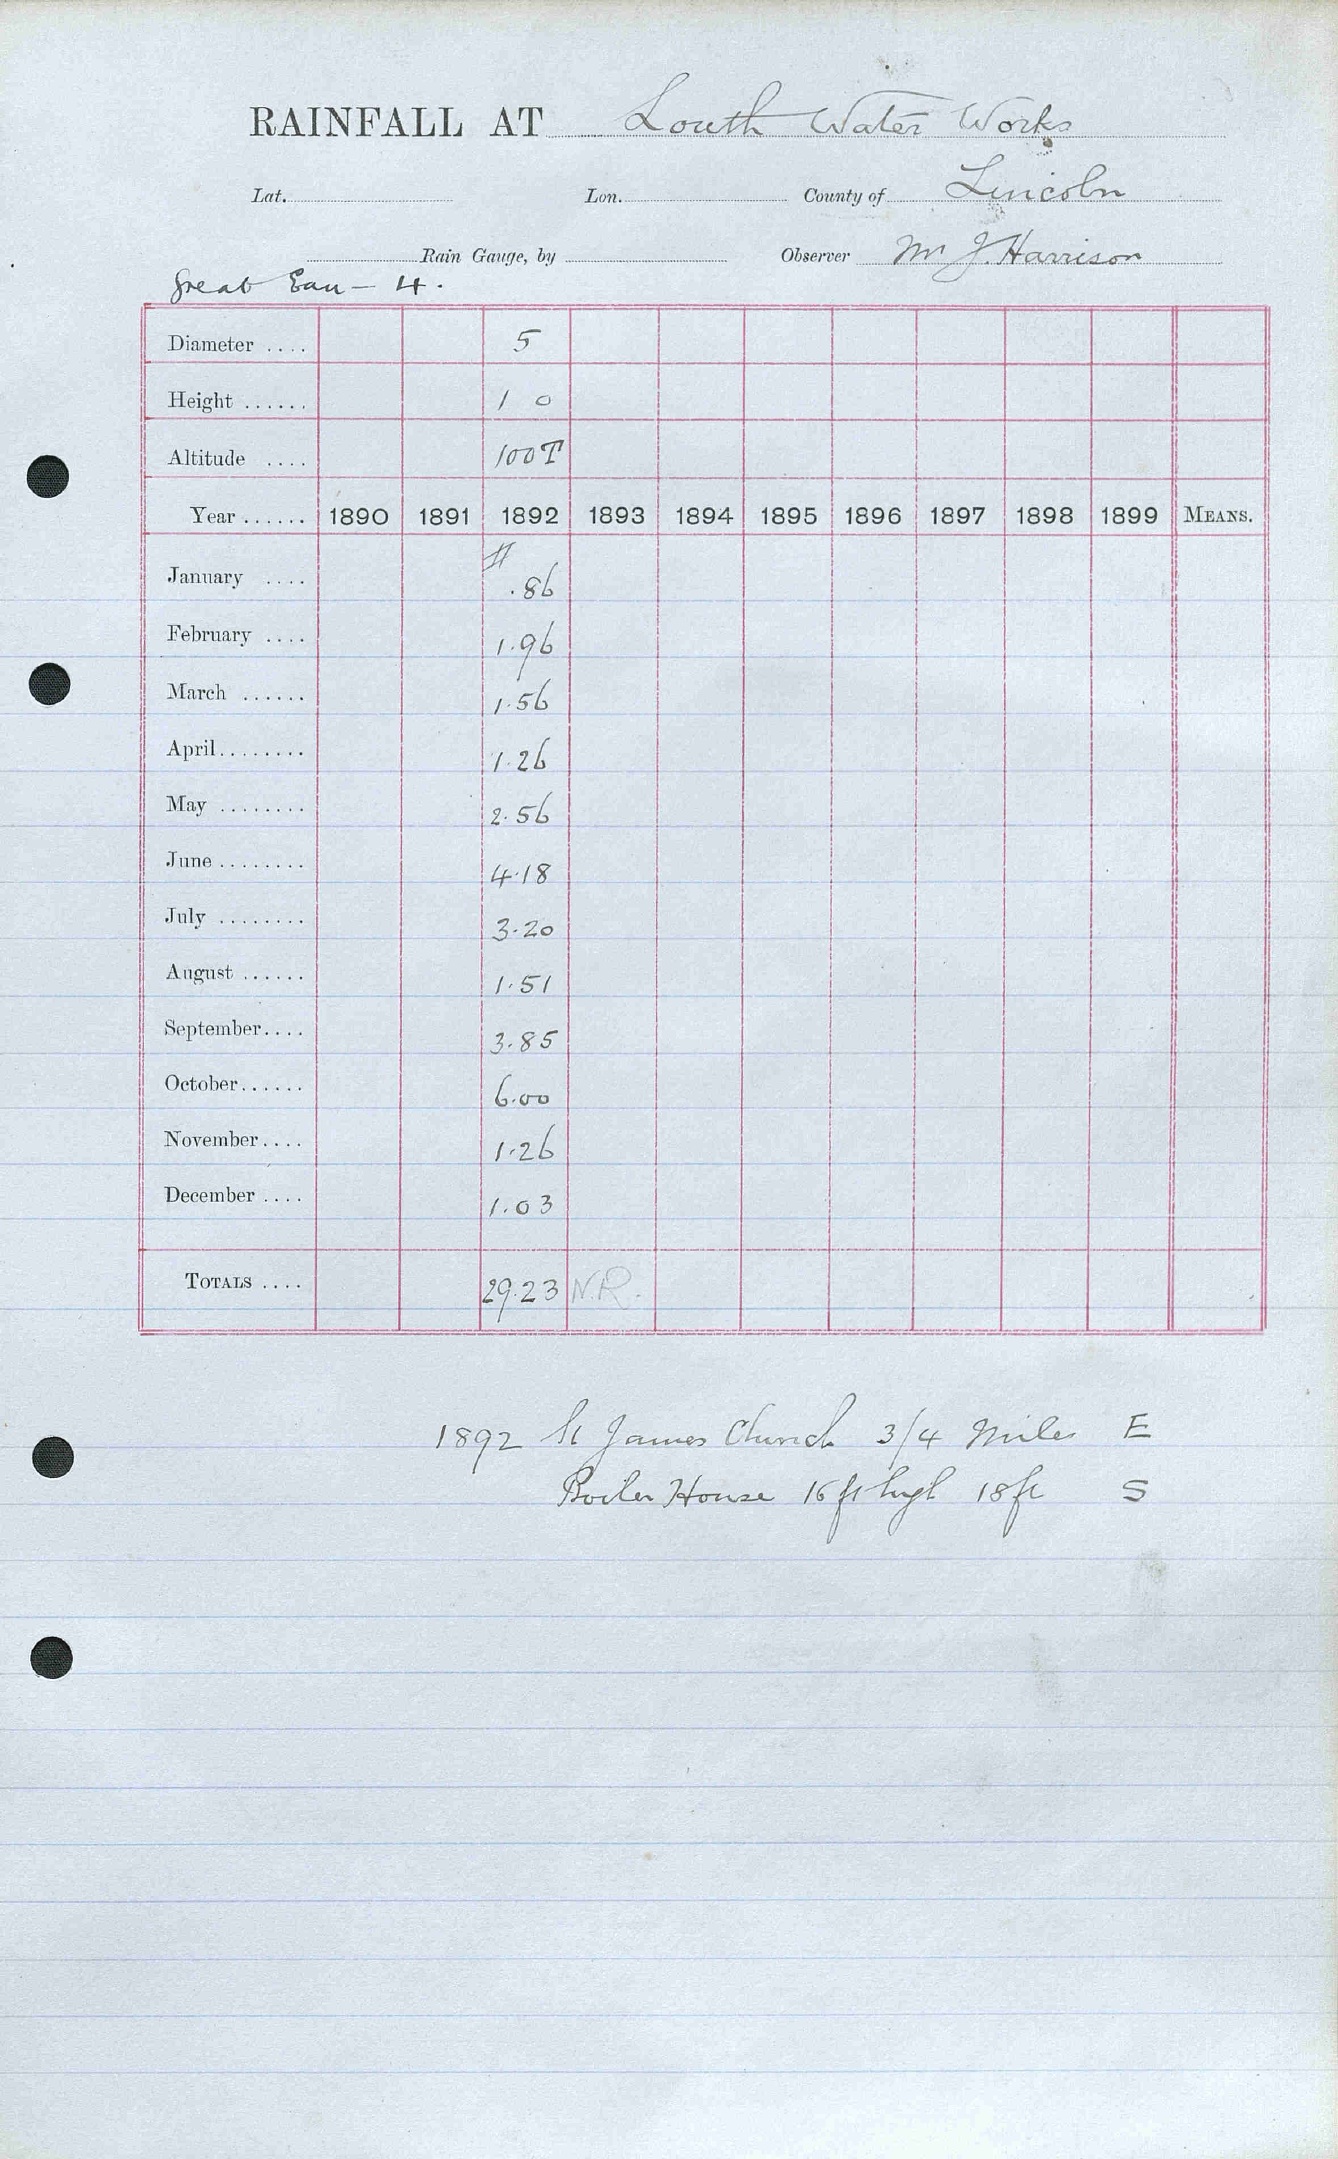 RAINFALL AT Louth Water Works
Lat. Lon. County of Lincoln
Rain Gauge, by Observer Mr J. Harrison
Great Eau - 4.
Diameter .... 5
Height ...... 1 0
Altitude .... 100T
Year ...... 1890 1891 1892 1893 1894 1895 1896 1897 1898 1899 MEANS.
January .... .86
February .... 1.96
March ...... 1.56
April ........ 1.26
May ........ 2.56
June ........ 4.18
July ........ 3.20
August ...... 1.51
September .... 3.85
October ...... 6.00
November .... 1.26
December .... 1.03
TOTALS .... 29.23 N.R.
1892 St James Church 3/4 Miles E
Boiler House 16 ft high 18 ft S